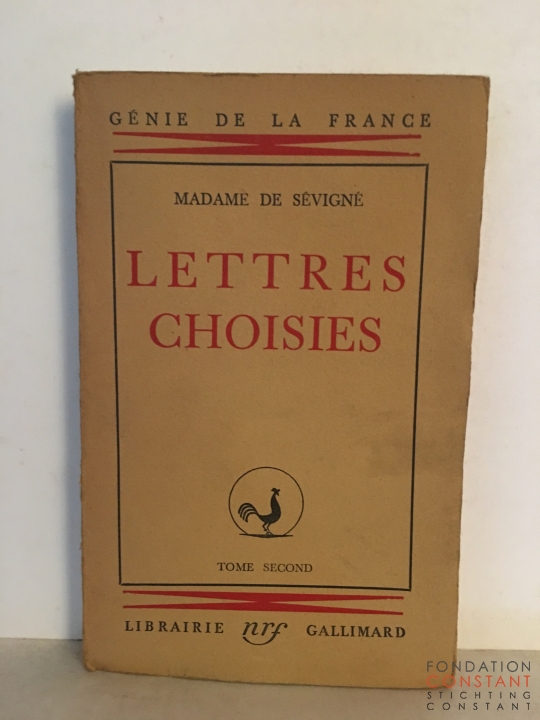 GÉNIE DE LA FRANCE
MADAME DE SÉVIGNÉ
LETTRES
CHOISIES
TOME SECOND
LIBRAIRIE nrf GALLIMARD
FONDATION
CONSTANT
STICHTING
CONSTANT